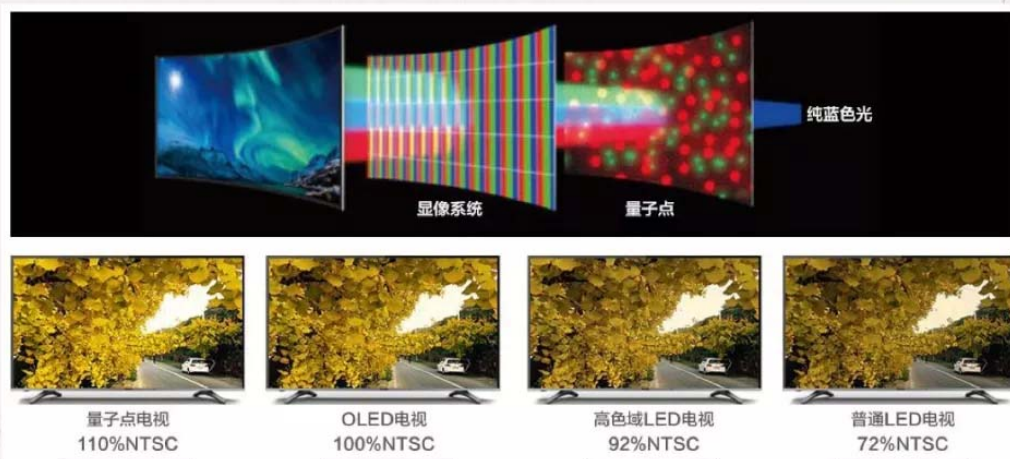 纯蓝色光
显像系统
量子点
量子点电视
110%NTSC
OLED电视
100%NTSC
高色域LED电视
92%NTSC
普通LED电视
72%NTSC